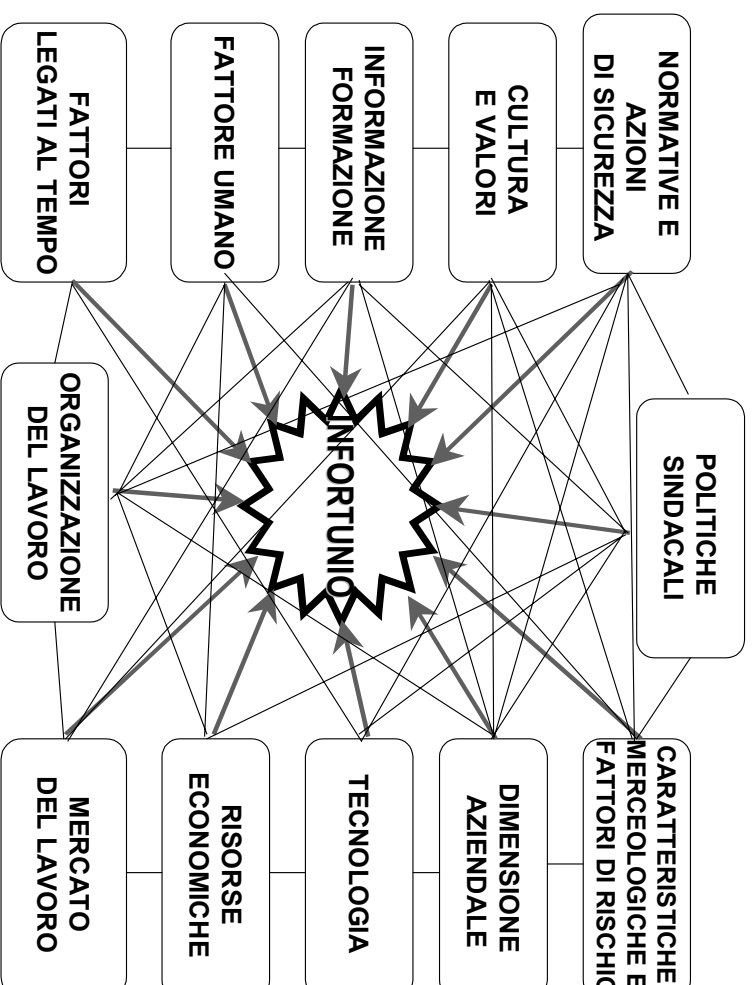 NORMATIVE E
AZIONI
DI SICUREZZA
CULTURA
E VALORI
INFORMAZIONE
FORMAZIONE
FATTORE UMANO
FATTORI
LEGATI AL TEMPO
POLITICHE
SINDACALI
INFORTUNIO
ORGANIZZAZIONE
DEL LAVORO
CARATTERISTICHE
MERCEOLOGICHE E
FATTORI DI RISCHIO
DIMENSIONE
AZIENDALE
TECNOLOGIA
RISORSE
ECONOMICHE
MERCATO
DEL LAVORO